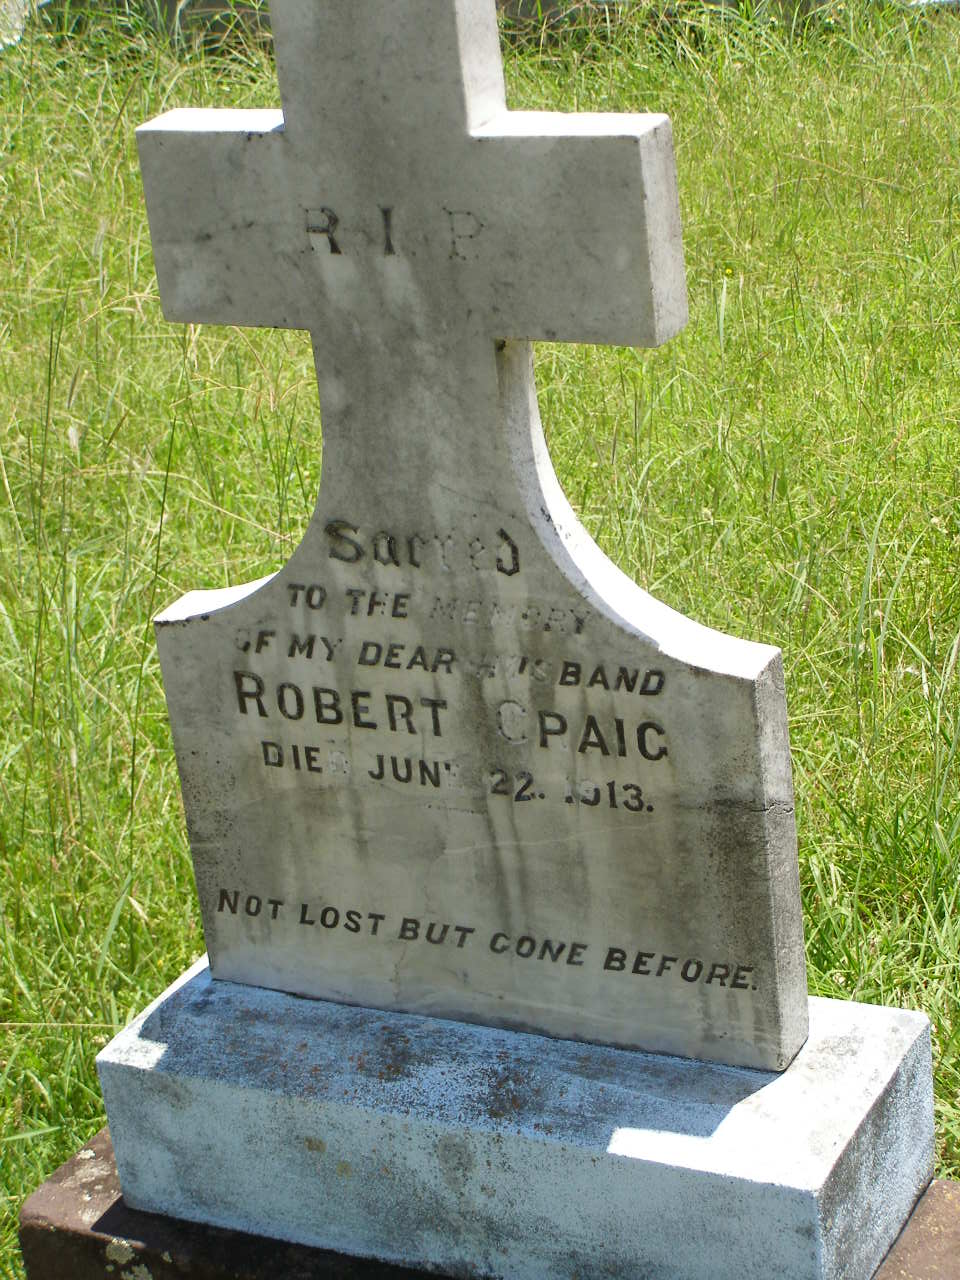 R.I.P.
Sacred
TO THE MEMORY
OF MY DEAR HUSBAND
ROBERT CRAIG
DIED JUNE 22. 1913.
NOT LOST BUT GONE BEFORE.